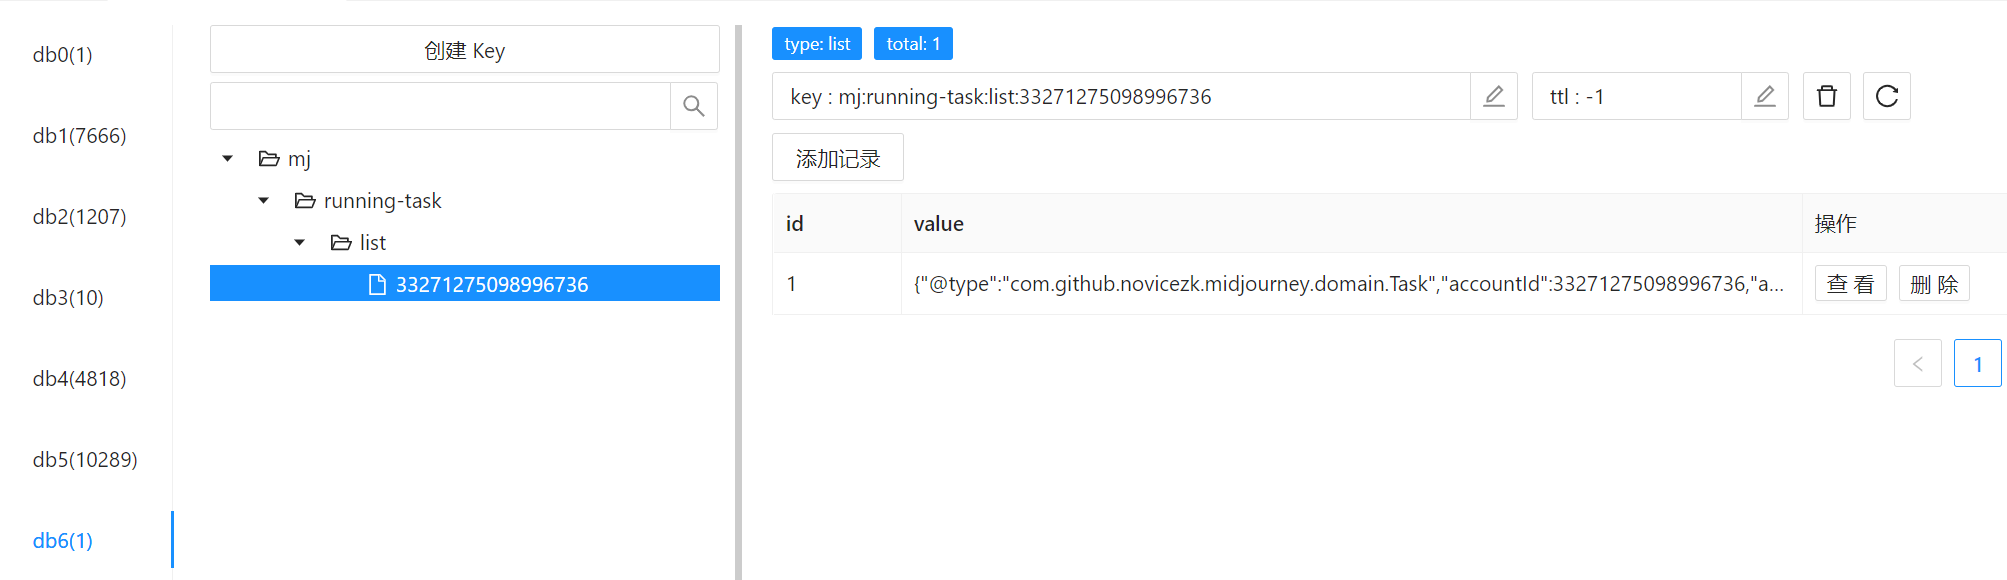 db0(1)
db1(7666)
db2(1207)
db3(10)
db4(4818)
db5(10289)
db6(1)
创建 Key
mj
running-task
list
33271275098996736
type: list
total: 1
key : mj:running-task:list:33271275098996736
ttl : -1
添加记录
id
value
操作
1
{"@type":"com.github.novicezk.midjourney.domain.Task","accountId":33271275098996736,"a...
查 看
删 除
1